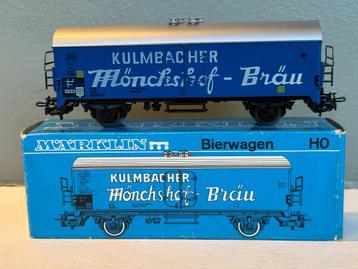 KULMBACHER
Mönchshof - Bräu
MÄRKLIN m Bierwagen HO
KULMBACHER
Mönchshof - Bräu